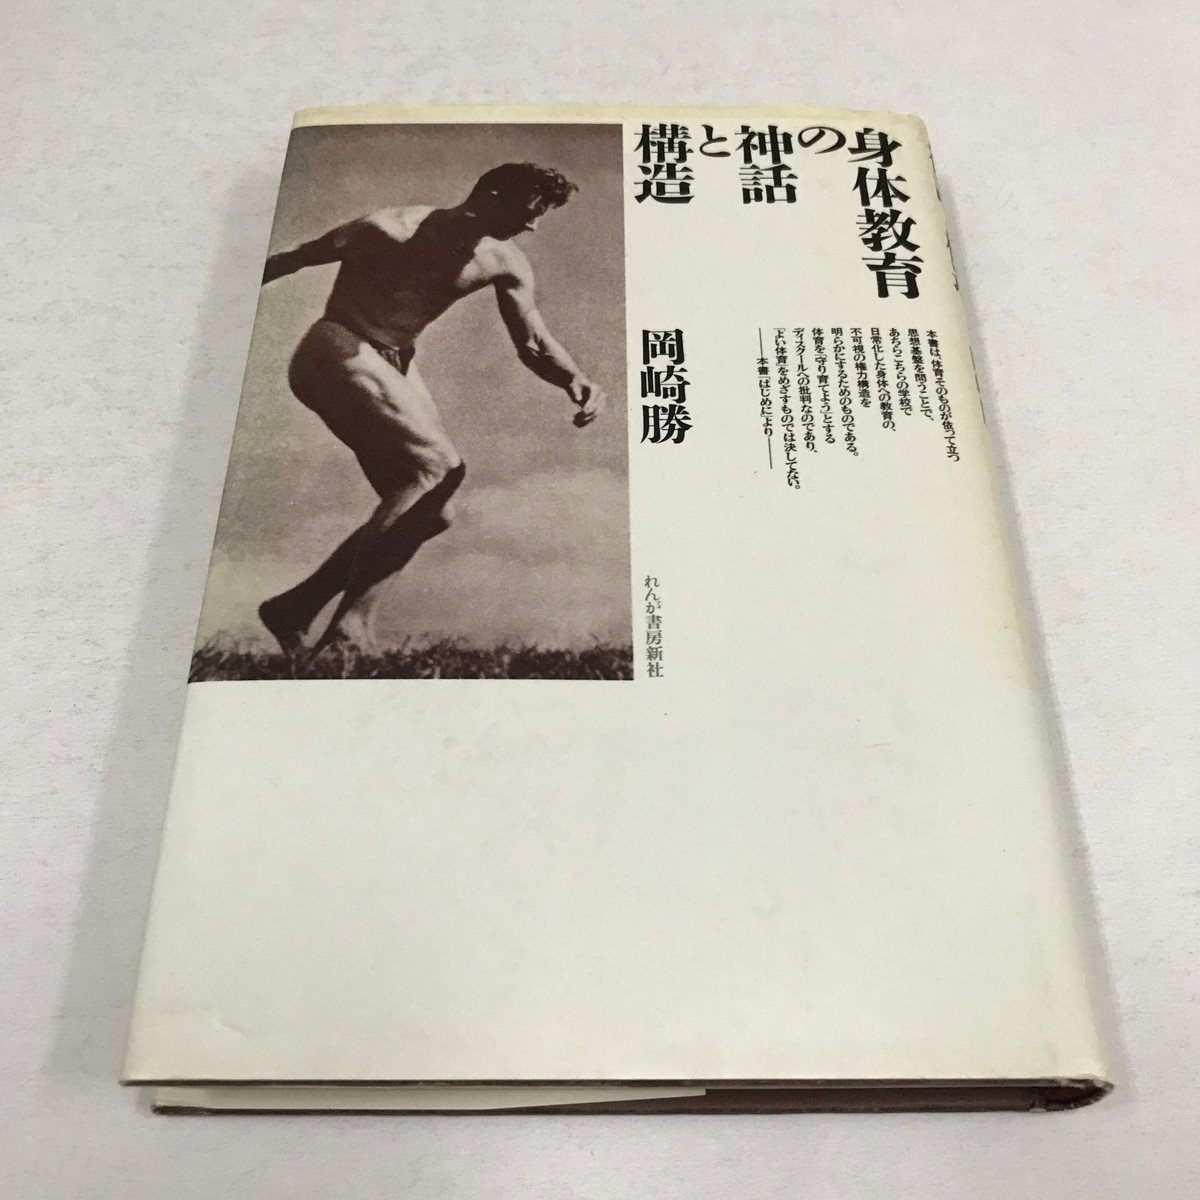 身体教育
の
神話
と
構造
岡崎勝
本書は、体育そのものが依って立つ
思想基盤を問うことで、
あちらこちらの学校で
日常化した身体への教育の、
不可視の権力構造を
明らかにするためのものである。
体育を「守り育てよう」とする
ディスクールへの批判なのであり、
「よい体育」をめざすものでは決してない。
――本書「はじめに」より――
れんが書房新社